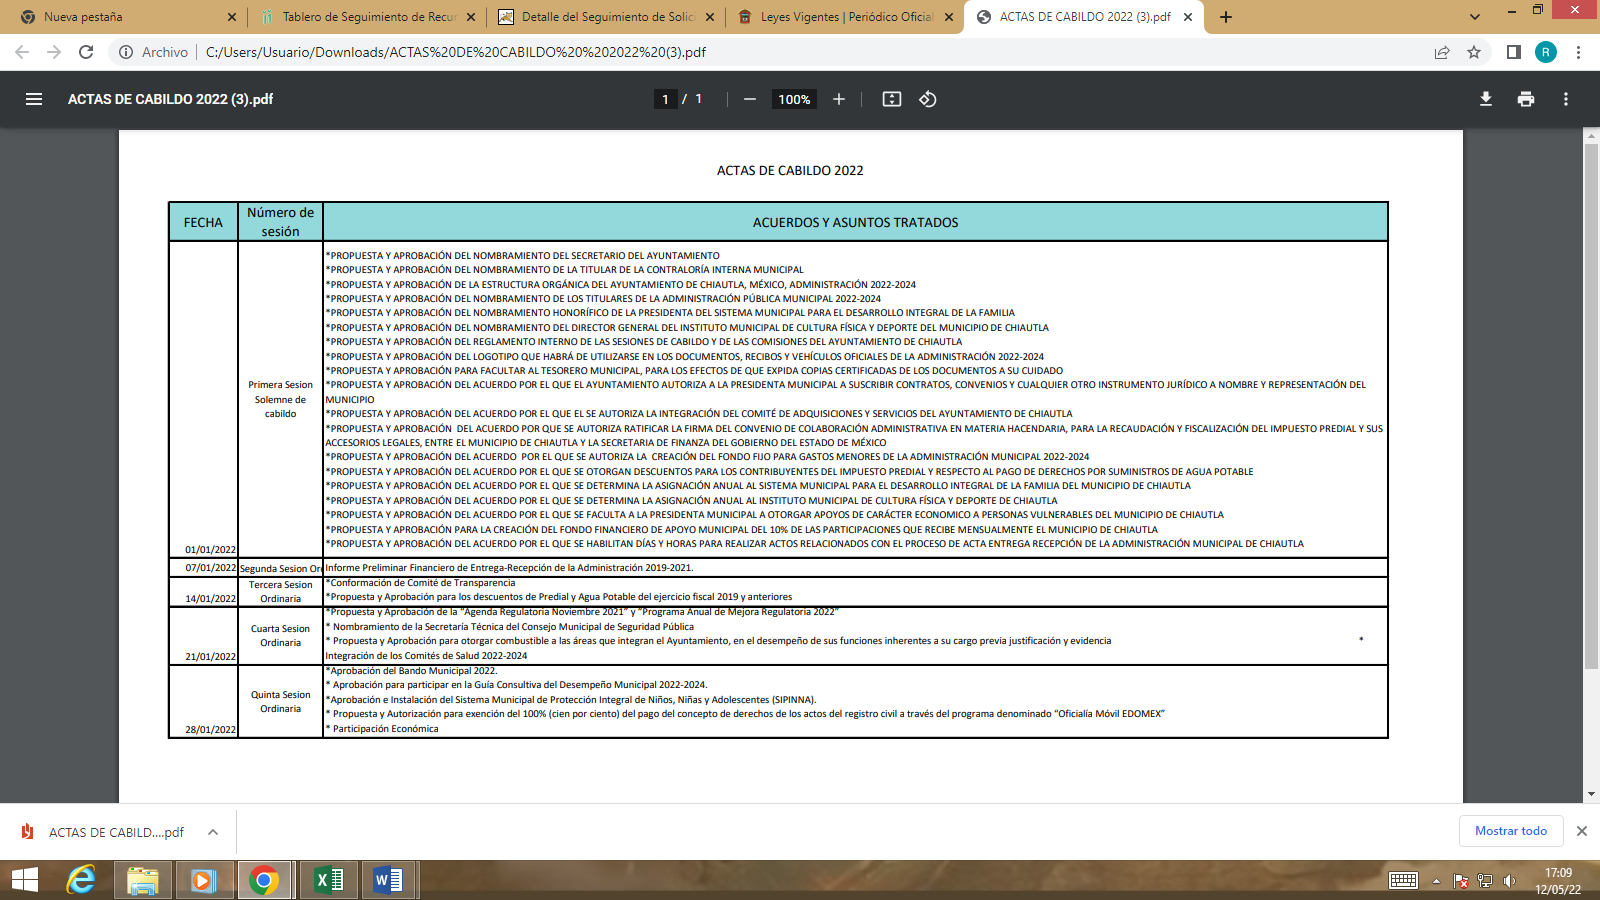 Nueva pestaña
Tablero de Seguimiento de Recur
Detalle del Seguimiento de Solic
Leyes Vigentes | Periódico Oficial
ACTAS DE CABILDO 2022 (3).pdf
Archivo
C:/Users/Usuario/Downloads/ACTAS%20DE%20CABILDO%20%202022%20(3).pdf
R
ACTAS DE CABILDO 2022 (3).pdf
1 / 1
100%
ACTAS DE CABILDO 2022
FECHA
Número de
sesión
ACUERDOS Y ASUNTOS TRATADOS
01/01/2022
Primera Sesion
Solemne de
cabildo
*PROPUESTA Y APROBACIÓN DEL NOMBRAMIENTO DEL SECRETARIO DEL AYUNTAMIENTO
*PROPUESTA Y APROBACIÓN DEL NOMBRAMIENTO DE LA TITULAR DE LA CONTRALORÍA INTERNA MUNICIPAL
*PROPUESTA Y APROBACIÓN DE LA ESTRUCTURA ORGÁNICA DEL AYUNTAMIENTO DE CHIAUTLA, MÉXICO, ADMINISTRACIÓN 2022-2024
*PROPUESTA Y APROBACIÓN DEL NOMBRAMIENTO DE LOS TITULARES DE LA ADMINISTRACIÓN PÚBLICA MUNICIPAL 2022-2024
*PROPUESTA Y APROBACIÓN DEL NOMBRAMIENTO HONORÍFICO DE LA PRESIDENTA DEL SISTEMA MUNICIPAL PARA EL DESARROLLO INTEGRAL DE LA FAMILIA
*PROPUESTA Y APROBACIÓN DEL NOMBRAMIENTO DEL DIRECTOR GENERAL DEL INSTITUTO MUNICIPAL DE CULTURA FÍSICA Y DEPORTE DEL MUNICIPIO DE CHIAUTLA
*PROPUESTA Y APROBACIÓN DEL REGLAMENTO INTERNO DE LAS SESIONES DE CABILDO Y DE LAS COMISIONES DEL AYUNTAMIENTO DE CHIAUTLA
*PROPUESTA Y APROBACIÓN DEL LOGOTIPO QUE HABRÁ DE UTILIZARSE EN LOS DOCUMENTOS, RECIBOS Y VEHÍCULOS OFICIALES DE LA ADMINISTRACIÓN 2022-2024
*PROPUESTA Y APROBACIÓN PARA FACULTAR AL TESORERO MUNICIPAL, PARA LOS EFECTOS DE QUE EXPIDA COPIAS CERTIFICADAS DE LOS DOCUMENTOS A SU CUIDADO
*PROPUESTA Y APROBACIÓN DEL ACUERDO POR EL QUE EL AYUNTAMIENTO AUTORIZA A LA PRESIDENTA MUNICIPAL A SUSCRIBIR CONTRATOS, CONVENIOS Y CUALQUIER OTRO INSTRUMENTO JURÍDICO A NOMBRE Y REPRESENTACIÓN DEL
MUNICIPIO
*PROPUESTA Y APROBACIÓN DEL ACUERDO POR EL QUE EL SE AUTORIZA LA INTEGRACIÓN DEL COMITÉ DE ADQUISICIONES Y SERVICIOS DEL AYUNTAMIENTO DE CHIAUTLA
*PROPUESTA Y APROBACIÓN  DEL ACUERDO POR QUE SE AUTORIZA RATIFICAR LA FIRMA DEL CONVENIO DE COLABORACIÓN ADMINISTRATIVA EN MATERIA HACENDARIA, PARA LA RECAUDACIÓN Y FISCALIZACIÓN DEL IMPUESTO PREDIAL Y SUS
ACCESORIOS LEGALES, ENTRE EL MUNICIPIO DE CHIAUTLA Y LA SECRETARIA DE FINANZA DEL GOBIERNO DEL ESTADO DE MÉXICO
*PROPUESTA Y APROBACIÓN DEL ACUERDO  POR EL QUE SE AUTORIZA LA  CREACIÓN DEL FONDO FIJO PARA GASTOS MENORES DE LA ADMINISTRACIÓN MUNICIPAL 2022-2024
*PROPUESTA Y APROBACIÓN DEL ACUERDO POR EL QUE SE OTORGAN DESCUENTOS PARA LOS CONTRIBUYENTES DEL IMPUESTO PREDIAL Y RESPECTO AL PAGO DE DERECHOS POR SUMINISTROS DE AGUA POTABLE
*PROPUESTA Y APROBACIÓN DEL ACUERDO POR EL QUE SE DETERMINA LA ASIGNACIÓN ANUAL AL SISTEMA MUNICIPAL PARA EL DESARROLLO INTEGRAL DE LA FAMILIA DEL MUNICIPIO DE CHIAUTLA
*PROPUESTA Y APROBACIÓN DEL ACUERDO POR EL QUE SE DETERMINA LA ASIGNACIÓN ANUAL AL INSTITUTO MUNICIPAL DE CULTURA FÍSICA Y DEPORTE DE CHIAUTLA
*PROPUESTA Y APROBACIÓN DEL ACUERDO POR EL QUE SE FACULTA A LA PRESIDENTA MUNICIPAL A OTORGAR APOYOS DE CARÁCTER ECONOMICO A PERSONAS VULNERABLES DEL MUNICIPIO DE CHIAUTLA
*PROPUESTA Y APROBACIÓN PARA LA CREACIÓN DEL FONDO FINANCIERO DE APOYO MUNICIPAL DEL 10% DE LAS PARTICIPACIONES QUE RECIBE MENSUALMENTE EL MUNICIPIO DE CHIAUTLA
*PROPUESTA Y APROBACIÓN DEL ACUERDO POR EL QUE SE HABILITAN DÍAS Y HORAS PARA REALIZAR ACTOS RELACIONADOS CON EL PROCESO DE ACTA ENTREGA RECEPCIÓN DE LA ADMINISTRACIÓN MUNICIPAL DE CHIAUTLA
07/01/2022
Segunda Sesion Or
Informe Preliminar Financiero de Entrega-Recepción de la Administración 2019-2021.
14/01/2022
Tercera Sesion
Ordinaria
*Conformación de Comité de Transparencia
*Propuesta y Aprobación para los descuentos de Predial y Agua Potable del ejercicio fiscal 2019 y anteriores
21/01/2022
Cuarta Sesion
Ordinaria
*Propuesta y Aprobación de la “Agenda Regulatoria Noviembre 2021” y “Programa Anual de Mejora Regulatoria 2022”
* Nombramiento de la Secretaría Técnica del Consejo Municipal de Seguridad Pública
* Propuesta y Aprobación para otorgar combustible a las áreas que integran el Ayuntamiento, en el desempeño de sus funciones inherentes a su cargo previa justificación y evidencia *
Integración de los Comités de Salud 2022-2024
28/01/2022
Quinta Sesion
Ordinaria
*Aprobación del Bando Municipal 2022.
* Aprobación para participar en la Guía Consultiva del Desempeño Municipal 2022-2024.
*Aprobación e Instalación del Sistema Municipal de Protección Integral de Niños, Niñas y Adolescentes (SIPINNA).
* Propuesta y Autorización para exención del 100% (cien por ciento) del pago del concepto de derechos de los actos del registro civil a través del programa denominado “Oficialía Móvil EDOMEX”
* Participación Económica
ACTAS DE CABILD....pdf
Mostrar todo
17:09
12/05/22